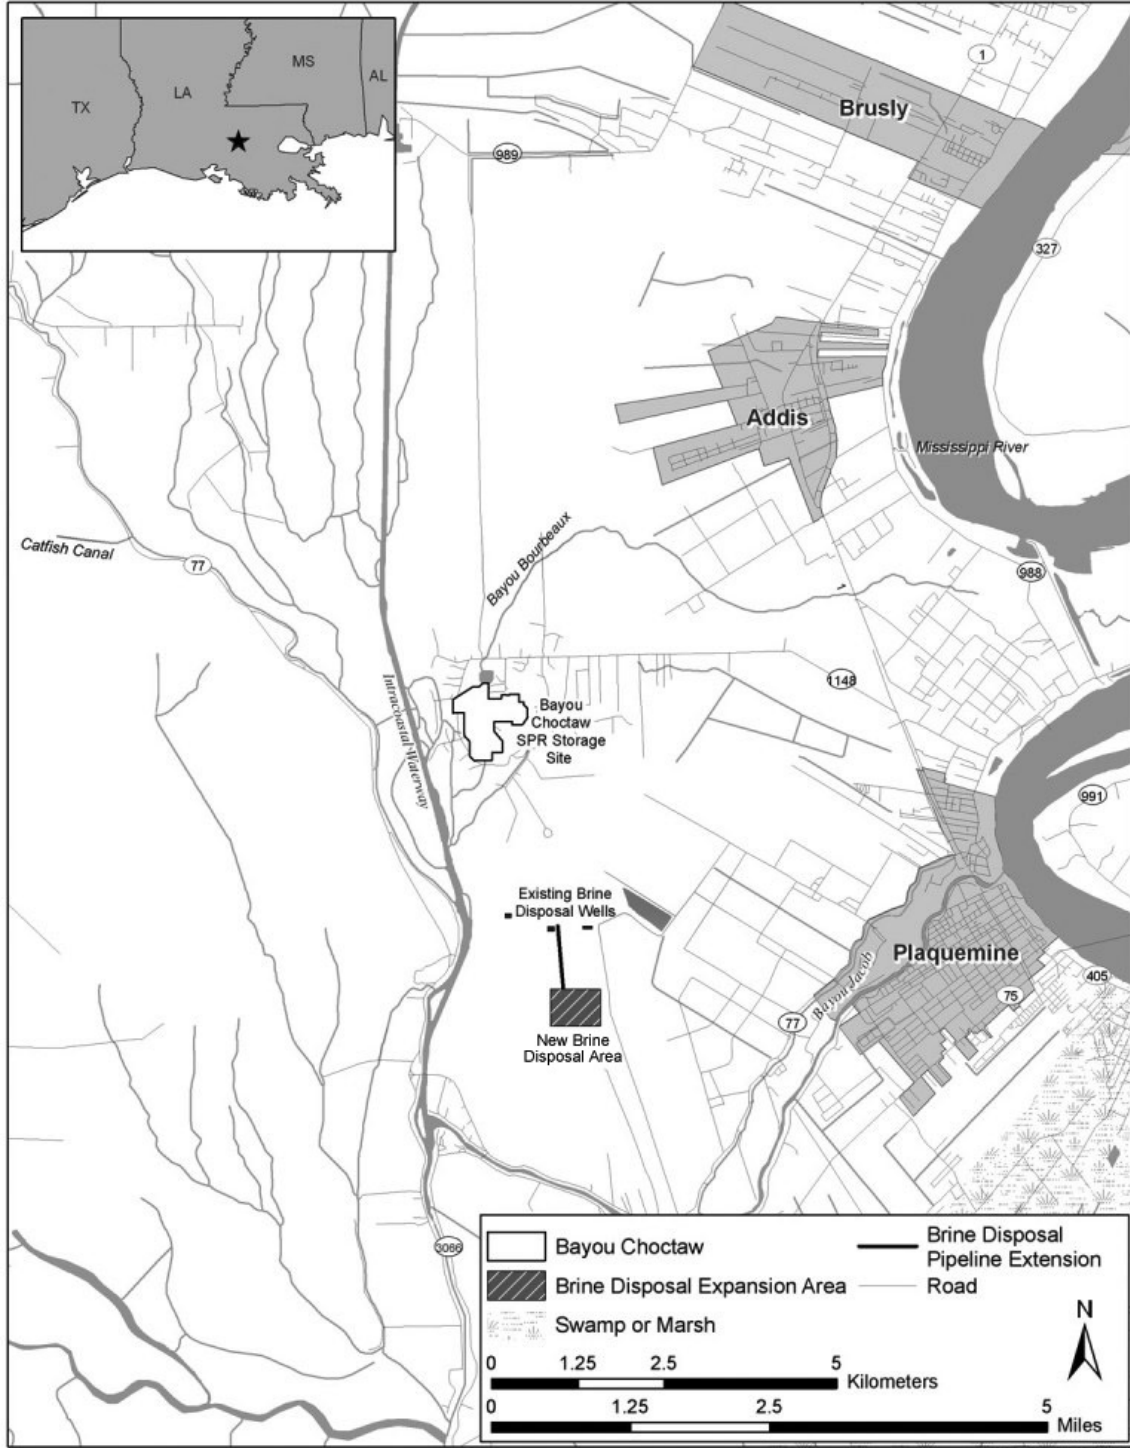 MS
TX
LA
AL
1
Brusly
989
327
Addis
Mississippi River
Catfish Canal
77
Bayou Bourbeaux
988
1
1148
Intracoastal Waterway
Bayou
Choctaw
SPR Storage
Site
991
Existing Brine
Disposal Wells
Plaquemine
Bayou Jacob
405
75
77
New Brine
Disposal Area
3066
Bayou Choctaw
Brine Disposal
Pipeline Extension
Brine Disposal Expansion Area
Road
Swamp or Marsh
N
0 1.25 2.5 5
Kilometers
0 1.25 2.5 5
Miles